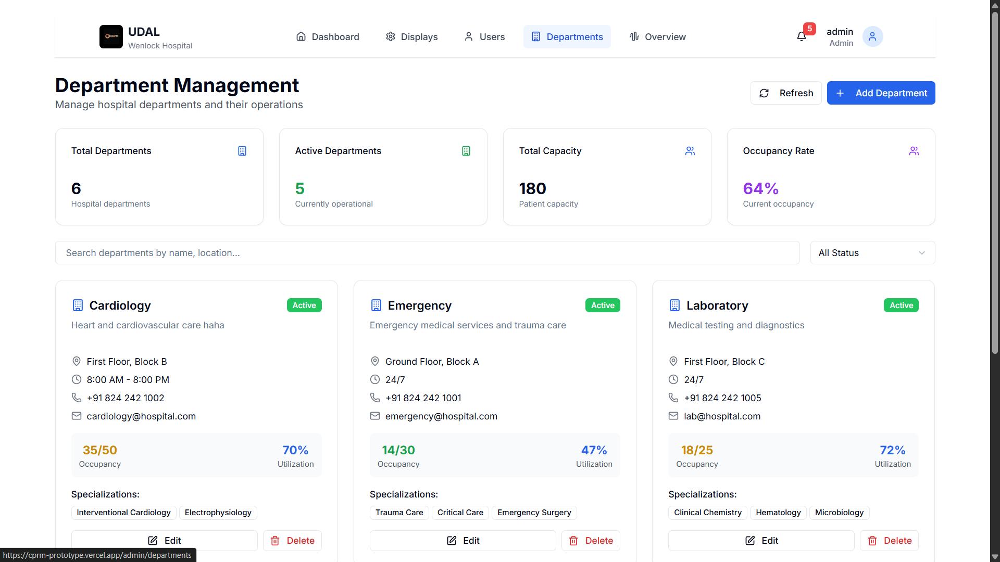 CRPM
UDAL
Wenlock Hospital
Dashboard
Displays
Users
Departments
Overview
5
admin
Admin
Department Management
Manage hospital departments and their operations
Refresh
Add Department
Total Departments
6
Hospital departments
Active Departments
5
Currently operational
Total Capacity
180
Patient capacity
Occupancy Rate
64%
Current occupancy
Search departments by name, location...
All Status
Cardiology
Active
Heart and cardiovascular care haha
First Floor, Block B
8:00 AM - 8:00 PM
+91 824 242 1002
cardiology@hospital.com
35/50
Occupancy
70%
Utilization
Specializations:
Interventional Cardiology
Electrophysiology
Edit
Delete
Emergency
Active
Emergency medical services and trauma care
Ground Floor, Block A
24/7
+91 824 242 1001
emergency@hospital.com
14/30
Occupancy
47%
Utilization
Specializations:
Trauma Care
Critical Care
Emergency Surgery
Edit
Delete
Laboratory
Active
Medical testing and diagnostics
First Floor, Block C
24/7
+91 824 242 1005
lab@hospital.com
18/25
Occupancy
72%
Utilization
Specializations:
Clinical Chemistry
Hematology
Microbiology
Edit
Delete
https://cprm-prototype.vercel.app/admin/departments